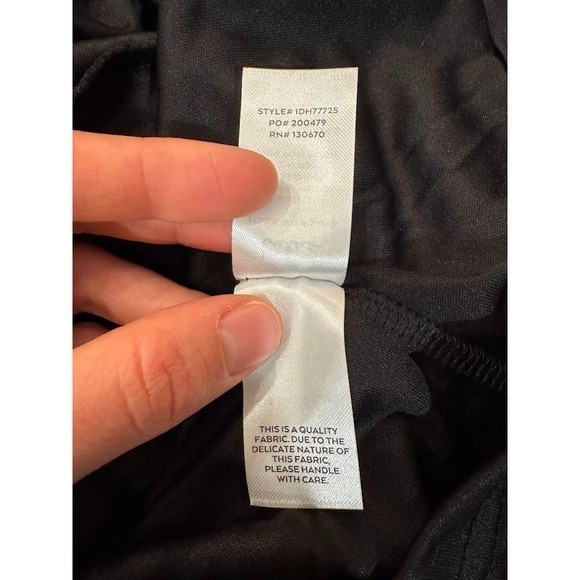 STYLE# 1DH77725
PO# 200479
RN# 130670
THIS IS A QUALITY
FABRIC. DUE TO THE
DELICATE NATURE OF
THIS FABRIC,
PLEASE HANDLE
WITH CARE.